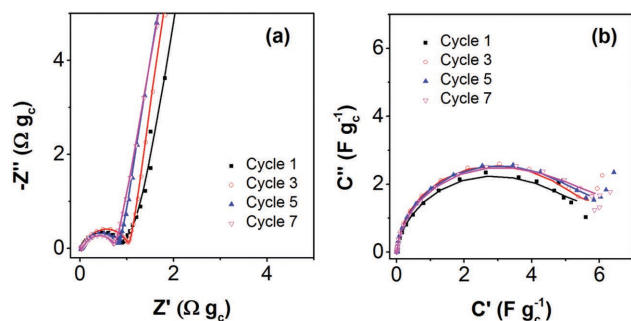 (a)
-Z'' (Ω g_c)
4
2
0
0
2
4
Z' (Ω g_c)
Cycle 1
Cycle 3
Cycle 5
Cycle 7
(b)
C'' (F g_c^-1)
6
4
2
0
0
2
4
6
C' (F g_c^-1)
Cycle 1
Cycle 3
Cycle 5
Cycle 7